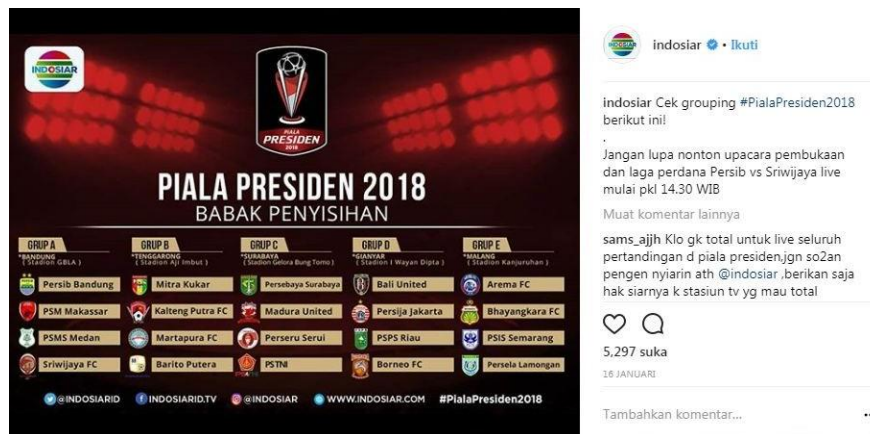 INDOSIAR
PIALA
PRESIDEN
2018
PIALA PRESIDEN 2018
BABAK PENYISIHAN
GRUP A
*BANDUNG
( Stadion GBLA )
Persib Bandung
PSM Makassar
PSMS Medan
Sriwijaya FC
GRUP B
*TENGGARONG
( Stadion Aji Imbut )
Mitra Kukar
Kalteng Putra FC
Martapura FC
Barito Putera
GRUP C
*SURABAYA
(Stadion Gelora Bung Tomo)
Persebaya Surabaya
Madura United
Perseru Serui
PSTNI
GRUP D
*GIANYAR
( Stadion I Wayan Dipta )
Bali United
Persija Jakarta
PSPS Riau
Borneo FC
GRUP E
*MALANG
( Stadion Kanjuruhan )
Arema FC
Bhayangkara FC
PSIS Semarang
Persela Lamongan
@INDOSIARID
INDOSIARID.TV
@INDOSIAR
WWW.INDOSIAR.COM
#PialaPresiden2018
indosiar • Ikuti
indosiar Cek grouping #PialaPresiden2018
berikut ini!
.
Jangan lupa nonton upacara pembukaan
dan laga perdana Persib vs Sriwijaya live
mulai pkl 14.30 WIB
Muat komentar lainnya
sams_ajjh Klo gk total untuk live seluruh
pertandingan d piala presiden,jgn so2an
pengen nyiarin ath @indosiar ,berikan saja
hak siarnya k stasiun tv yg mau total
5,297 suka
16 JANUARI
Tambahkan komentar...